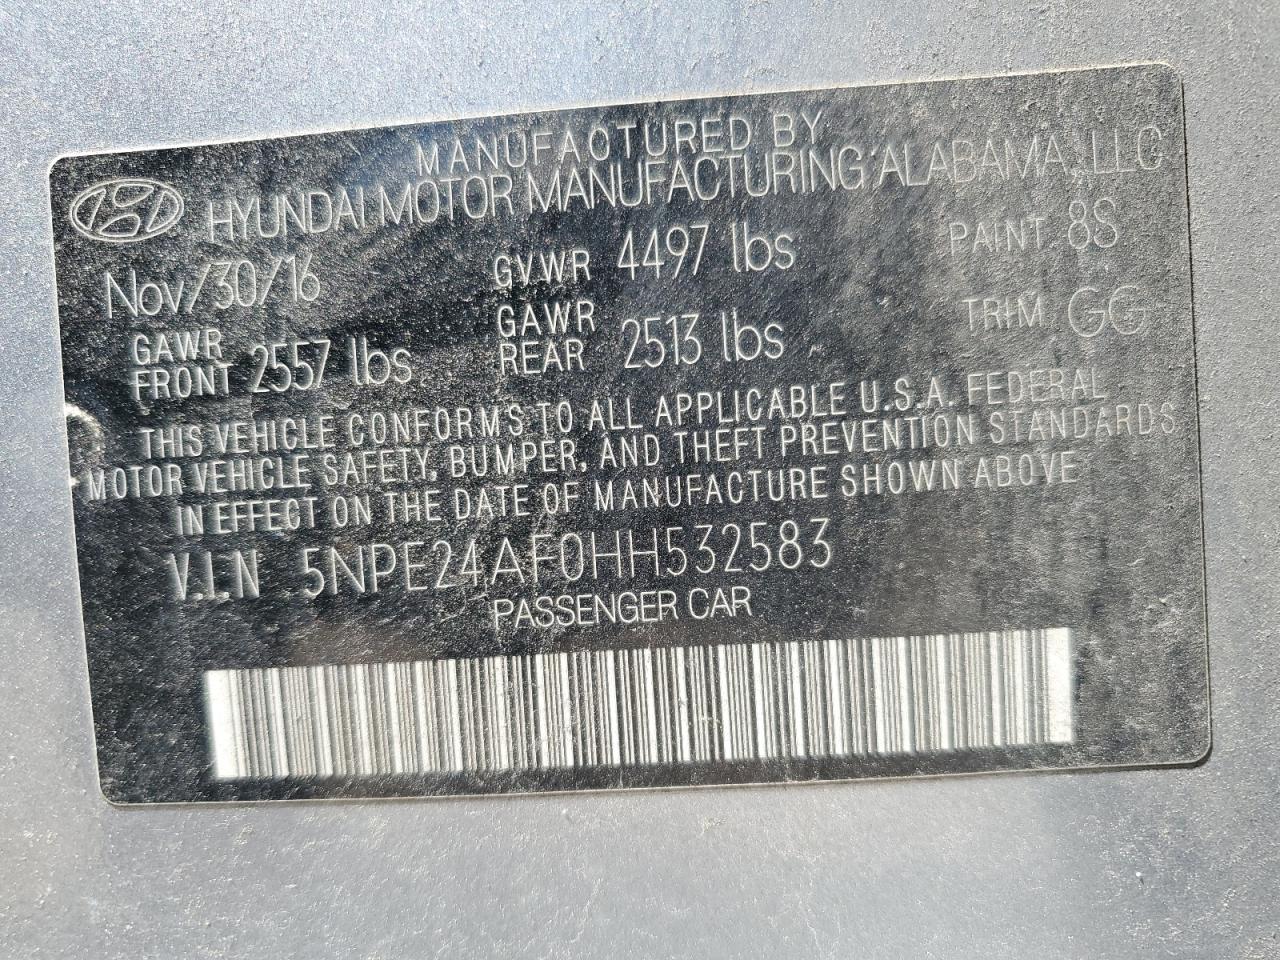 MANUFACTURED BY
HYUNDAI MOTOR MANUFACTURING ALABAMA, LLC
Nov/30/16 GVWR 4497 lbs PAINT 8S
GAWR FRONT 2557 lbs GAWR REAR 2513 lbs TRIM GG
THIS VEHICLE CONFORMS TO ALL APPLICABLE U.S.A. FEDERAL
MOTOR VEHICLE SAFETY, BUMPER, AND THEFT PREVENTION STANDARDS
IN EFFECT ON THE DATE OF MANUFACTURE SHOWN ABOVE
V.I.N 5NPE24AF0HH532583
PASSENGER CAR